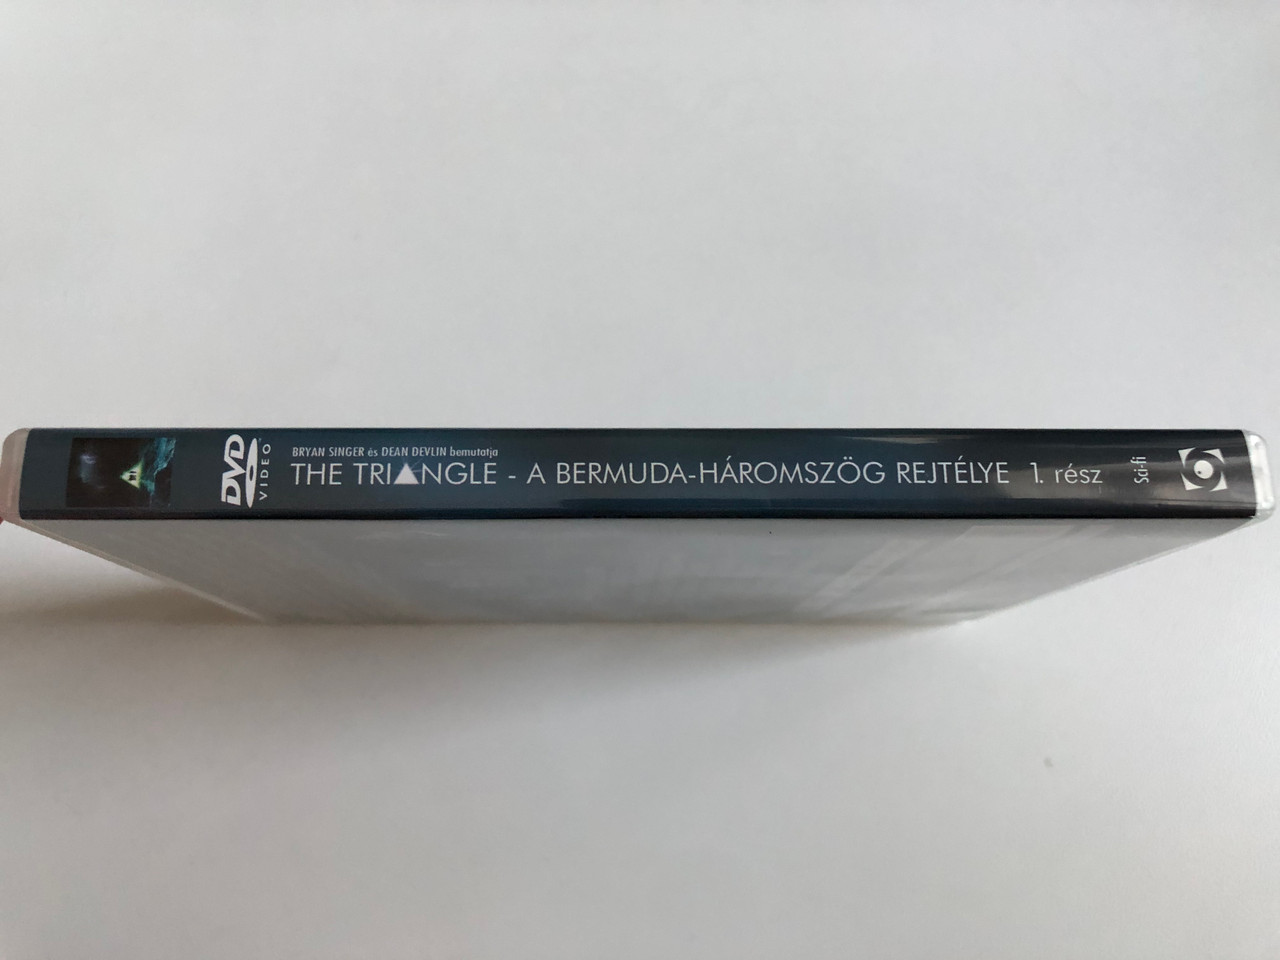 DVD
VIDEO
BRYAN SINGER és DEAN DEVLIN bemutatja
THE TRIANGLE - A BERMUDA-HÁROMSZÖG REJTÉLYE 1. rész
Sci-fi